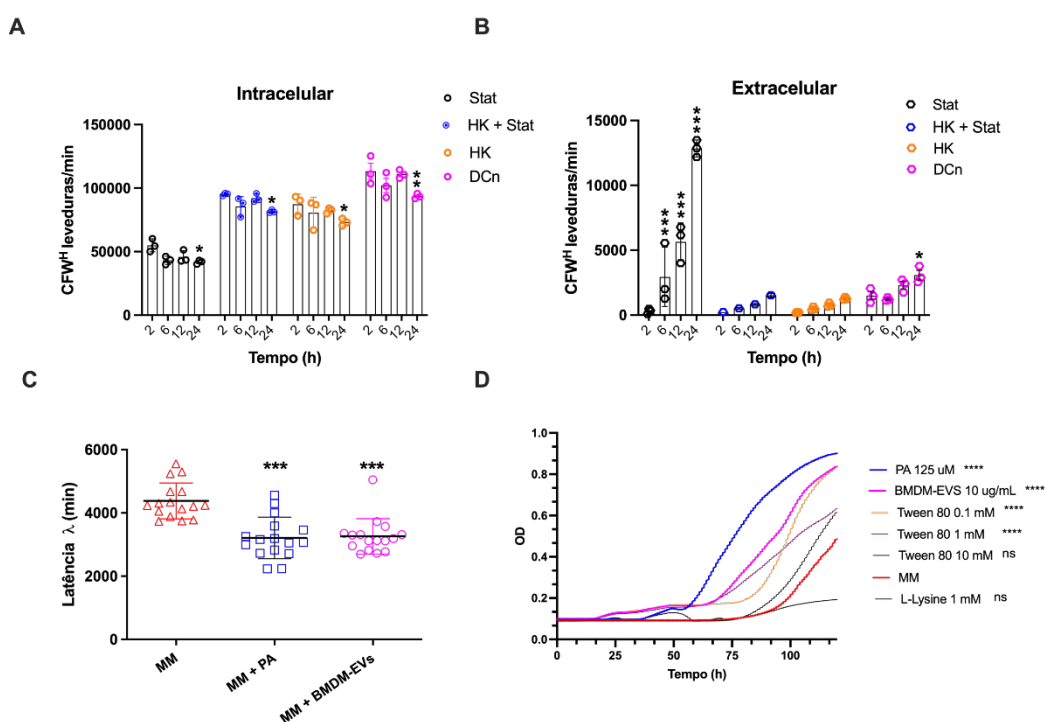 A
Intracelular
CFWᴴ leveduras/min
150000
100000
50000
0
2 6 12 24 2 6 12 24 2 6 12 24 2 6 12 24
* * * **
Tempo (h)
Stat
HK + Stat
HK
DCn
B
Extracelular
CFWᴴ leveduras/min
15000
10000
5000
0
2 6 12 24 2 6 12 24 2 6 12 24 2 6 12 24
*** *** *** *
Tempo (h)
Stat
HK + Stat
HK
DCn
C
Latência λ (min)
6000
4000
2000
0
*** ***
MM
MM + PA
MM + BMDM-EVs
D
OD
1.0
0.8
0.6
0.4
0.2
0.0
0 25 50 75 100
Tempo (h)
PA 125 uM ****
BMDM-EVS 10 ug/mL ****
Tween 80 0.1 mM ****
Tween 80 1 mM ****
Tween 80 10 mM ns
MM
L-Lysine 1 mM ns